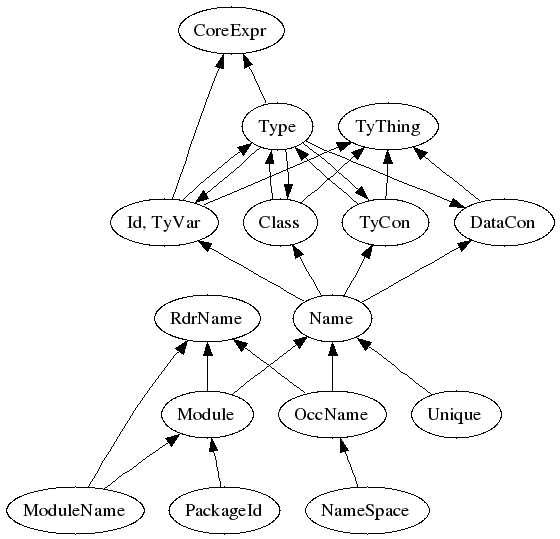 CoreExpr
Type
TyThing
Id, TyVar
Class
TyCon
DataCon
RdrName
Name
Module
OccName
Unique
ModuleName
PackageId
NameSpace